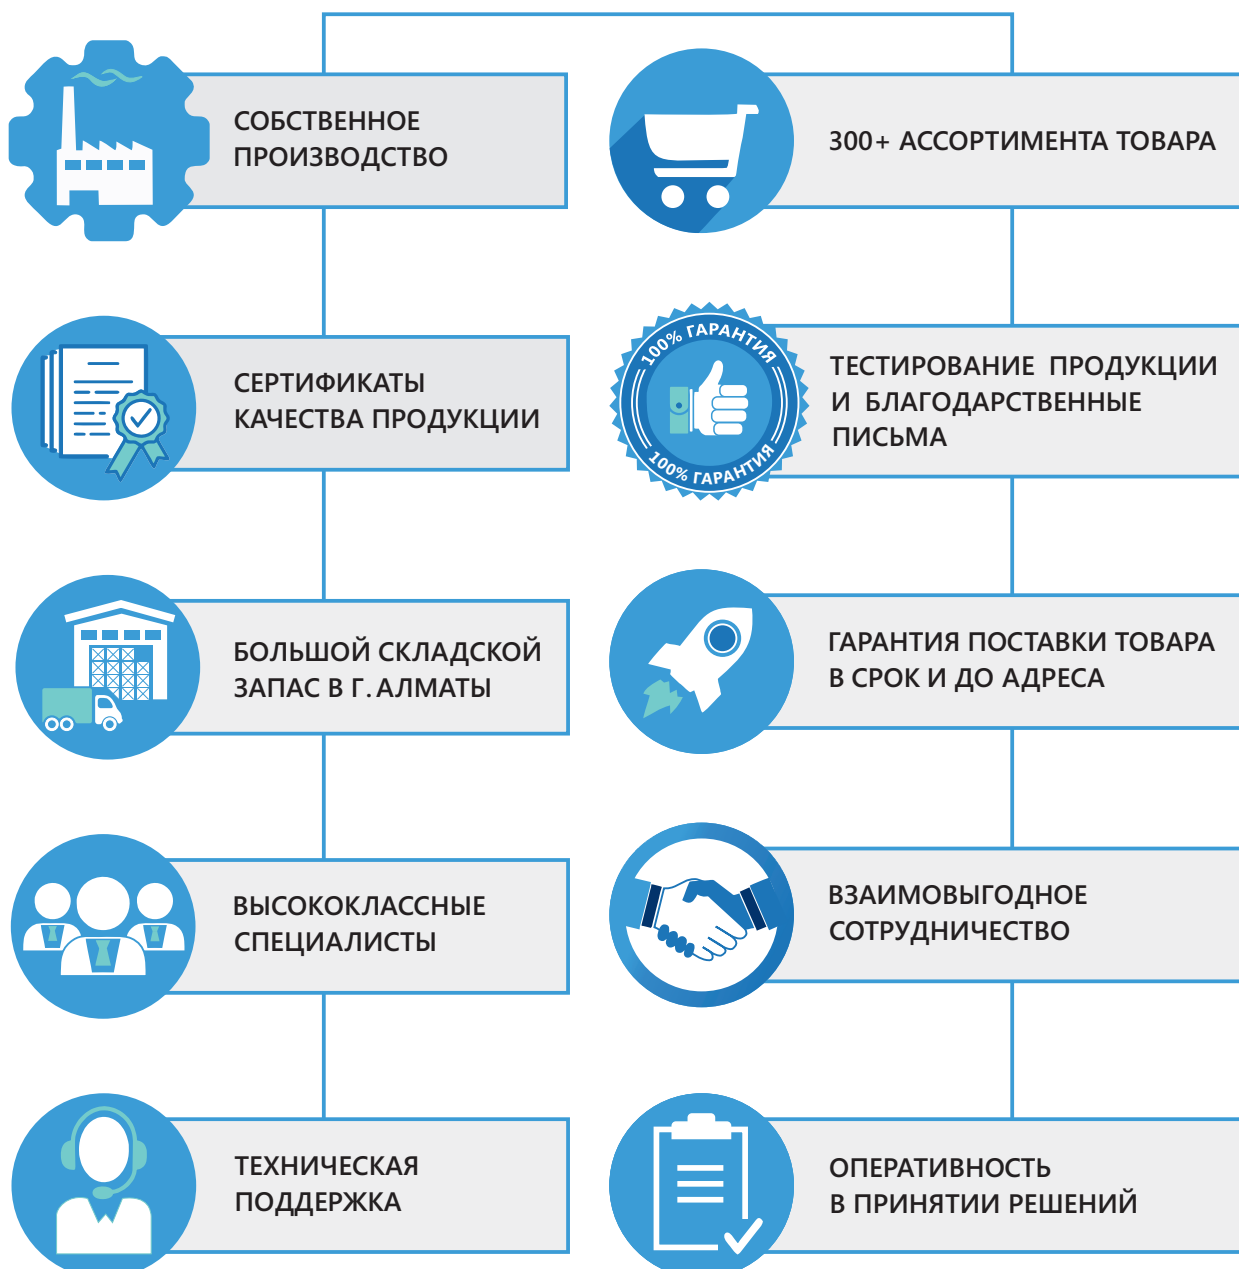 СОБСТВЕННОЕ
ПРОИЗВОДСТВО
300+ АССОРТИМЕНТА ТОВАРА
СЕРТИФИКАТЫ
КАЧЕСТВА ПРОДУКЦИИ
100% ГАРАНТИЯ
100% ГАРАНТИЯ
ТЕСТИРОВАНИЕ ПРОДУКЦИИ
И БЛАГОДАРСТВЕННЫЕ
ПИСЬМА
БОЛЬШОЙ СКЛАДСКОЙ
ЗАПАС В Г. АЛМАТЫ
ГАРАНТИЯ ПОСТАВКИ ТОВАРА
В СРОК И ДО АДРЕСА
ВЫСОКОКЛАССНЫЕ
СПЕЦИАЛИСТЫ
ВЗАИМОВЫГОДНОЕ
СОТРУДНИЧЕСТВО
ТЕХНИЧЕСКАЯ
ПОДДЕРЖКА
ОПЕРАТИВНОСТЬ
В ПРИНЯТИИ РЕШЕНИЙ